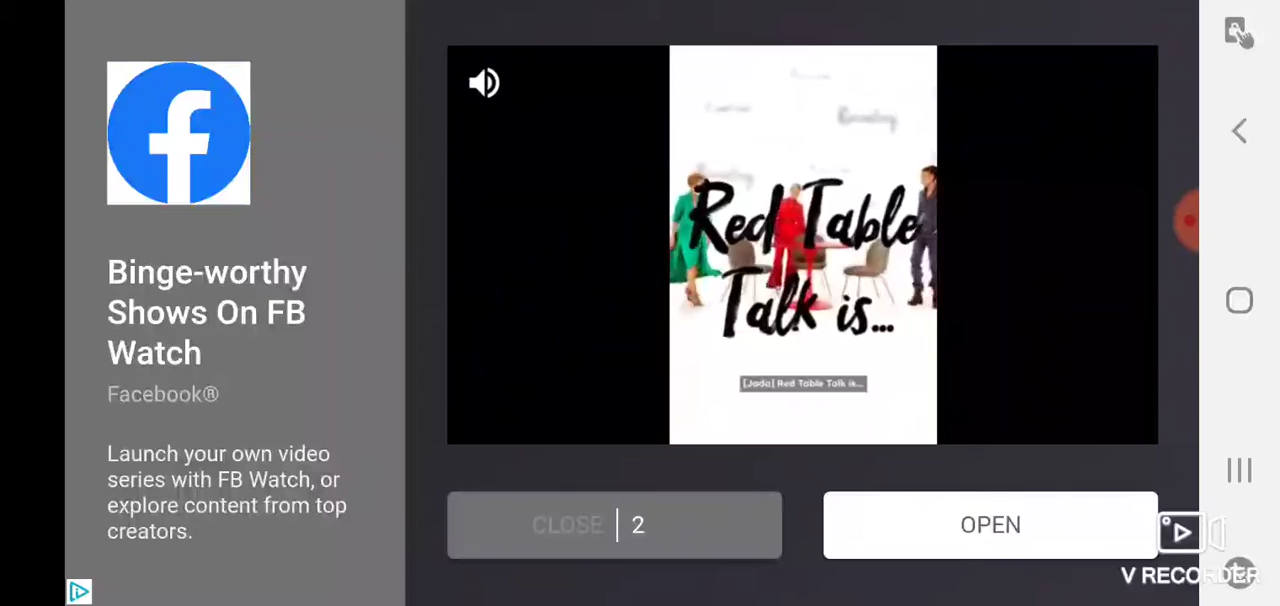 Binge-worthy
Shows On FB
Watch
Facebook®
Launch your own video
series with FB Watch, or
explore content from top
creators.
Red Table
Talk is...
[Jada] Red Table Talk is...
CLOSE | 2
OPEN
V RECORDER